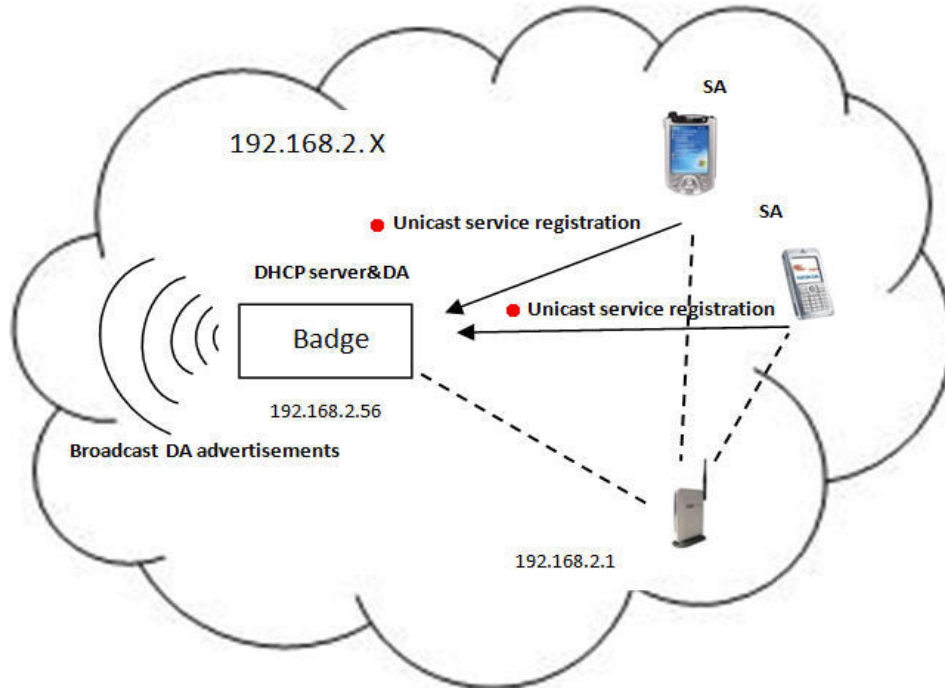 SA
192.168.2. X
SA
Unicast service registration
DHCP server&DA
Unicast service registration
Badge
192.168.2.56
Broadcast DA advertisements
192.168.2.1